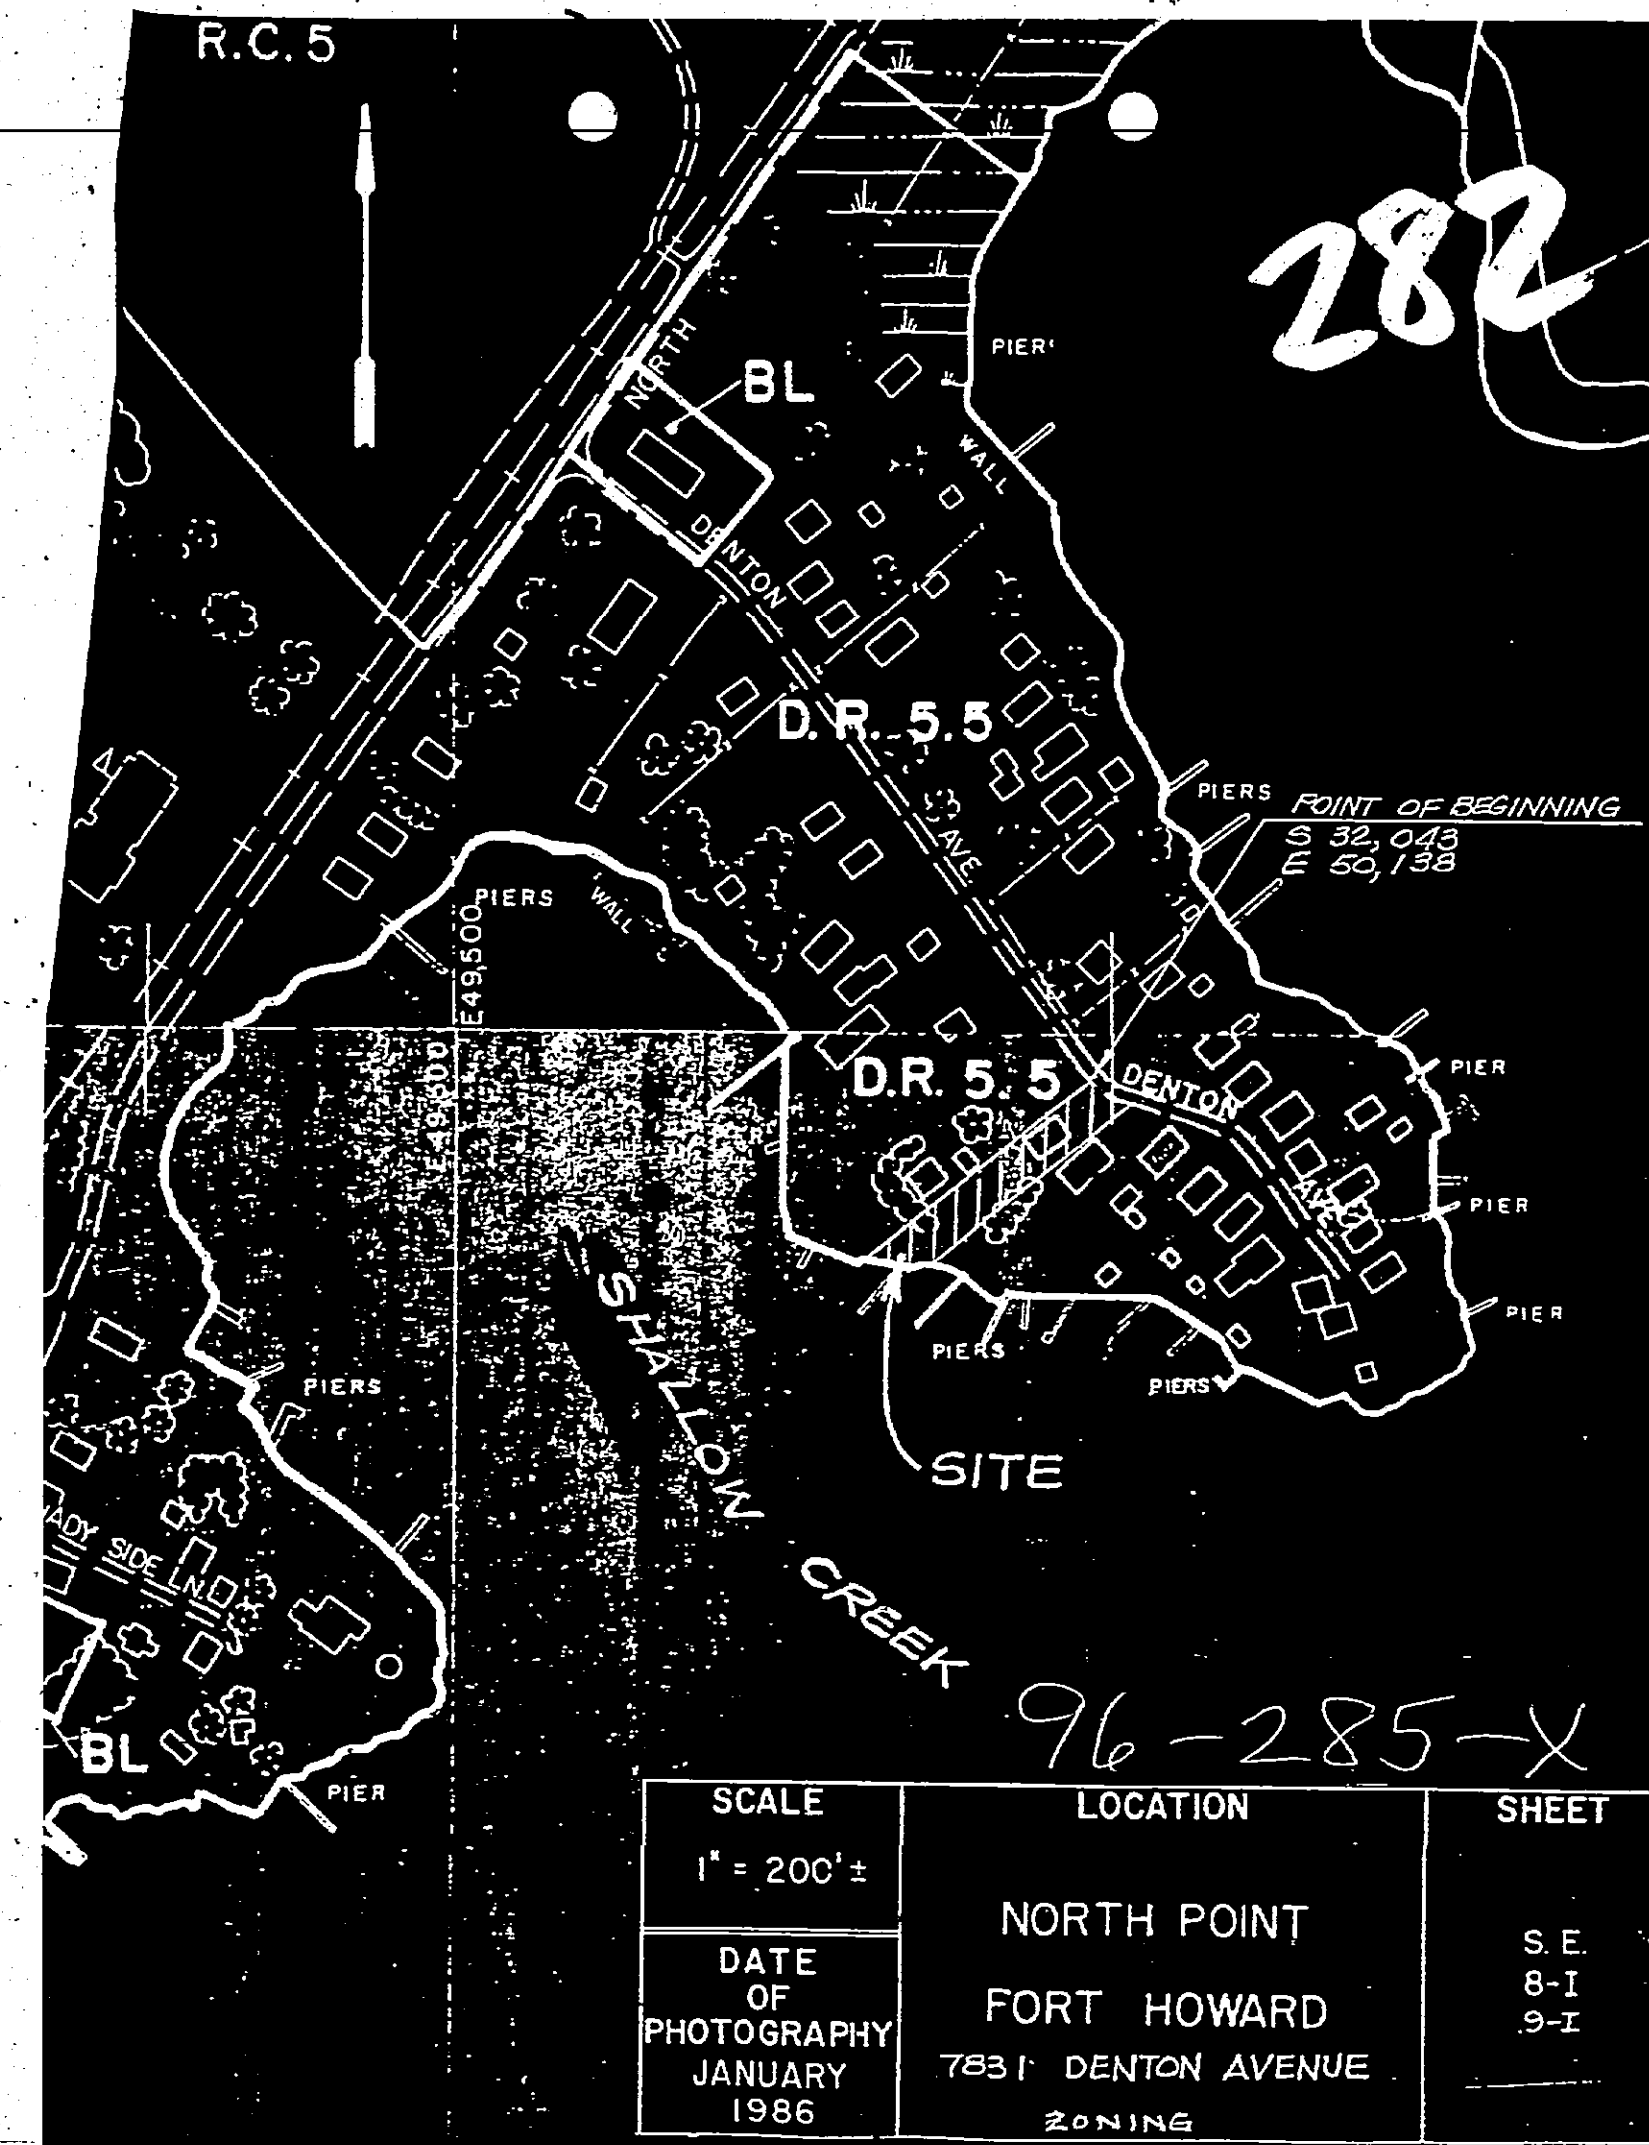 R.C. 5
282
NORTH
BL
PIER
WALL
DENTON
D.R. 5.5
PIERS
POINT OF BEGINNING
S 32,043
E 50,138
AVE.
PIERS
WALL
E49,500
E 49,500
D.R. 5.5
DENTON
AVE.
PIER
PIER
PIER
PIERS
PIERS
PIERS
SHALLOW
CREEK
SITE
ADY SIDE LN.
BL
PIER
96-285-X
SCALE
1" = 200' ±
DATE
OF
PHOTOGRAPHY
JANUARY
1986
LOCATION
NORTH POINT
FORT HOWARD
7831 DENTON AVENUE
ZONING
SHEET
S. E.
8-I
9-I